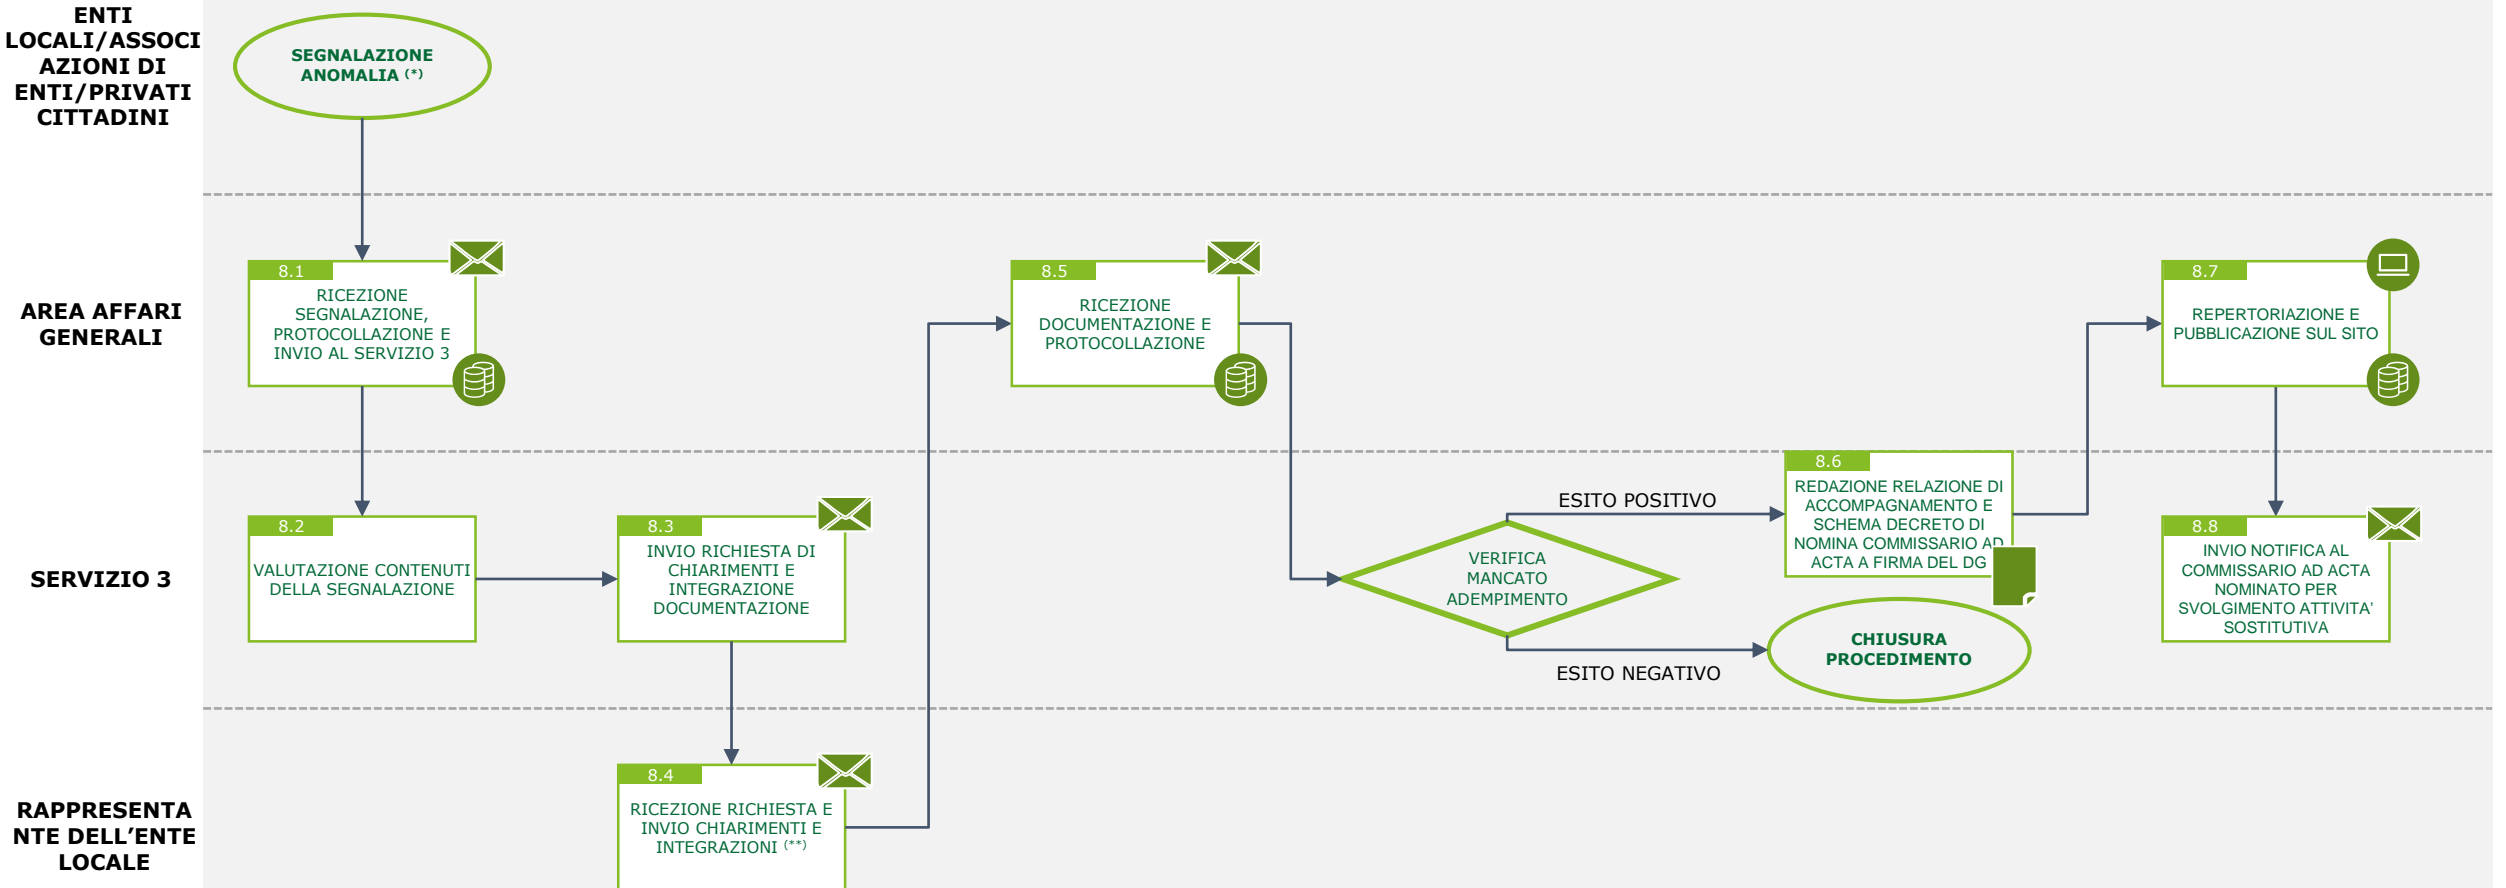 ENTI
LOCALI/ASSOCI
AZIONI DI
ENTI/PRIVATI
CITTADINI
SEGNALAZIONE
ANOMALIA (*)
AREA AFFARI
GENERALI
8.1
RICEZIONE
SEGNALAZIONE,
PROTOCOLLAZIONE E
INVIO AL SERVIZIO 3
8.5
RICEZIONE
DOCUMENTAZIONE E
PROTOCOLLAZIONE
8.7
REPERTORIAZIONE E
PUBBLICAZIONE SUL SITO
SERVIZIO 3
8.2
VALUTAZIONE CONTENUTI
DELLA SEGNALAZIONE
8.3
INVIO RICHIESTA DI
CHIARIMENTI E
INTEGRAZIONE
DOCUMENTAZIONE
VERIFICA
MANCATO
ADEMPIMENTO
ESITO POSITIVO
8.6
REDAZIONE RELAZIONE DI
ACCOMPAGNAMENTO E
SCHEMA DECRETO DI
NOMINA COMMISSARIO AD
ACTA A FIRMA DEL DG
ESITO NEGATIVO
CHIUSURA
PROCEDIMENTO
8.8
INVIO NOTIFICA AL
COMMISSARIO AD ACTA
NOMINATO PER
SVOLGIMENTO ATTIVITA'
SOSTITUTIVA
RAPPRESENTA
NTE DELL'ENTE
LOCALE
8.4
RICEZIONE RICHIESTA E
INVIO CHIARIMENTI E
INTEGRAZIONI (**)